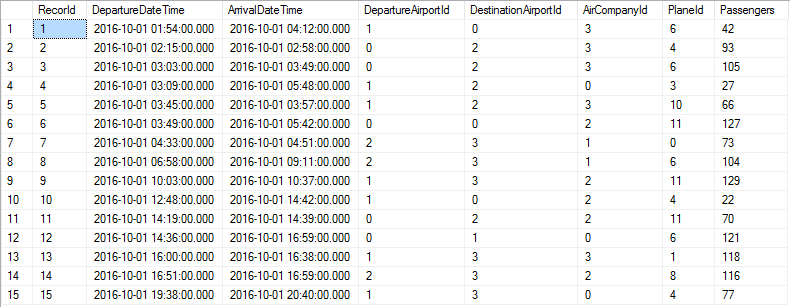 RecordId DepartureDateTime ArrivalDateTime DepartureAirportId DestinationAirportId AirCompanyId PlaneId Passengers
1 1 2016-10-01 01:54:00.000 2016-10-01 04:12:00.000 1 0 3 6 42
2 2 2016-10-01 02:15:00.000 2016-10-01 02:58:00.000 0 2 3 4 93
3 3 2016-10-01 03:03:00.000 2016-10-01 03:49:00.000 0 2 3 6 105
4 4 2016-10-01 03:09:00.000 2016-10-01 05:48:00.000 1 2 0 3 27
5 5 2016-10-01 03:45:00.000 2016-10-01 03:57:00.000 1 2 3 10 66
6 6 2016-10-01 03:49:00.000 2016-10-01 05:42:00.000 0 0 2 11 127
7 7 2016-10-01 04:33:00.000 2016-10-01 04:51:00.000 2 3 1 0 73
8 8 2016-10-01 06:58:00.000 2016-10-01 09:11:00.000 2 3 1 6 104
9 9 2016-10-01 10:03:00.000 2016-10-01 10:37:00.000 1 3 2 11 129
10 10 2016-10-01 12:48:00.000 2016-10-01 14:42:00.000 1 0 2 4 22
11 11 2016-10-01 14:19:00.000 2016-10-01 14:39:00.000 0 2 2 11 70
12 12 2016-10-01 14:36:00.000 2016-10-01 16:59:00.000 0 1 0 6 121
13 13 2016-10-01 16:00:00.000 2016-10-01 16:38:00.000 1 3 3 1 118
14 14 2016-10-01 16:51:00.000 2016-10-01 16:59:00.000 2 3 2 8 116
15 15 2016-10-01 19:38:00.000 2016-10-01 20:40:00.000 1 3 0 4 77